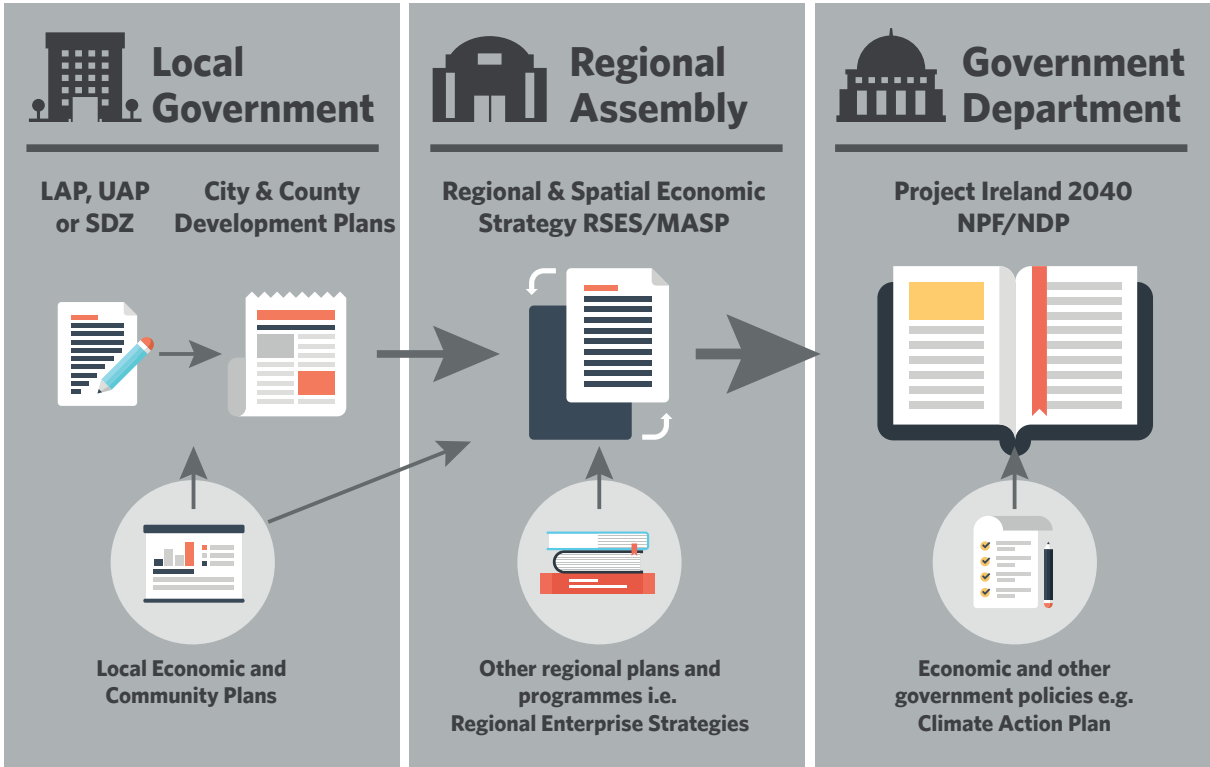 Local
Government
LAP, UAP
or SDZ
City & County
Development Plans
Local Economic and
Community Plans
Regional
Assembly
Regional & Spatial Economic
Strategy RSES/MASP
Other regional plans and
programmes i.e.
Regional Enterprise Strategies
Government
Department
Project Ireland 2040
NPF/NDP
Economic and other
government policies e.g.
Climate Action Plan